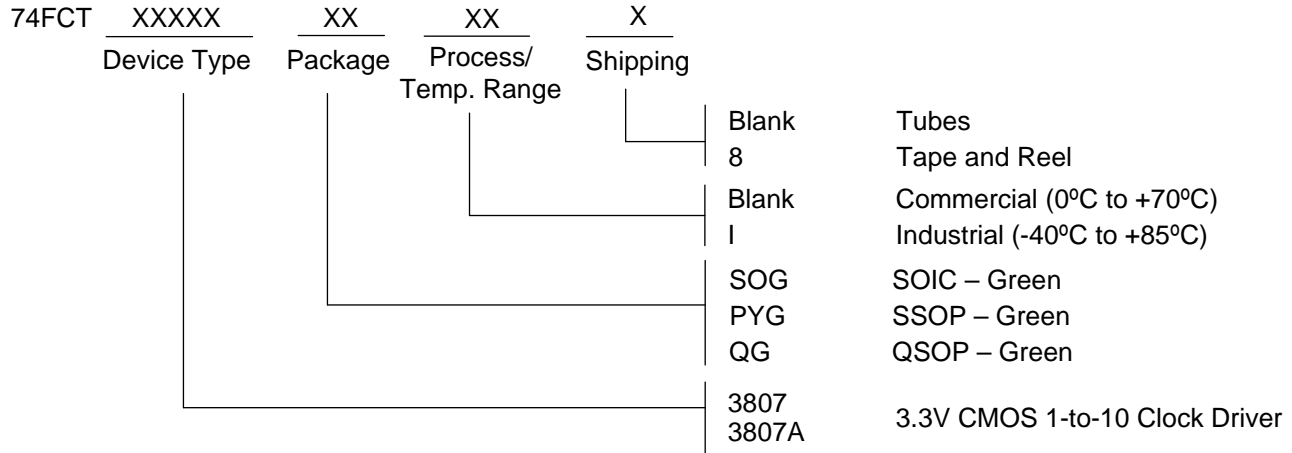 74FCT XXXXX XX XX X
Device Type Package Process/ Shipping
Temp. Range
Blank Tubes
8 Tape and Reel
Blank Commercial (0ºC to +70ºC)
I Industrial (-40ºC to +85ºC)
SOG SOIC – Green
PYG SSOP – Green
QG QSOP – Green
3807
3807A 3.3V CMOS 1-to-10 Clock Driver